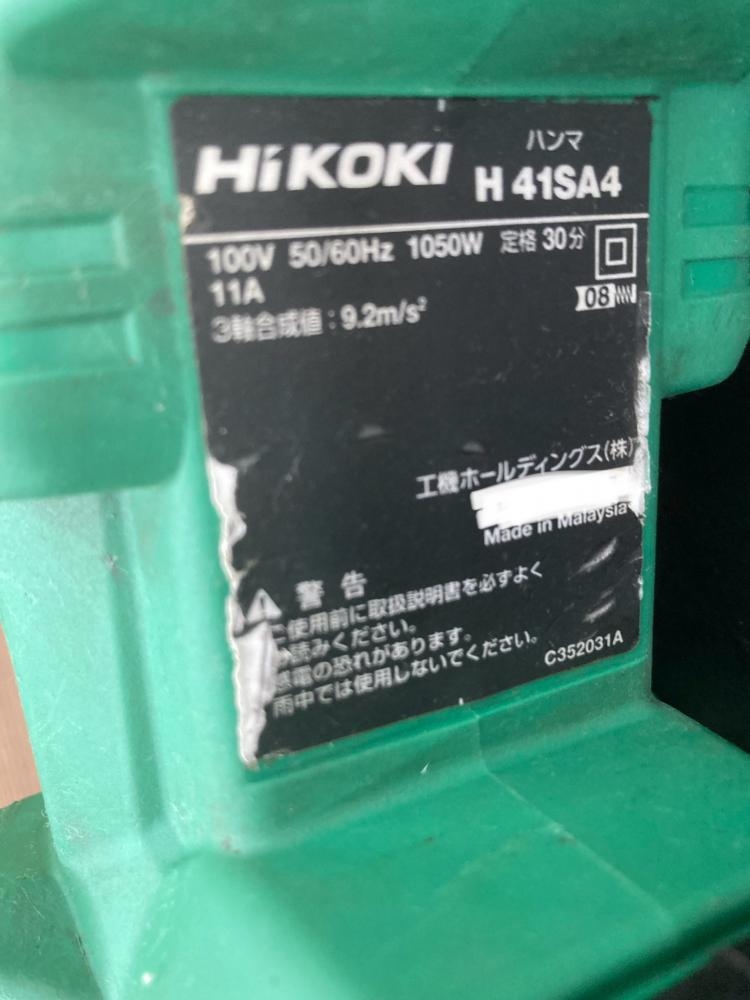 HiKOKI
ハンマ
H 41SA4
100V 50/60Hz 1050W 定格 30分
11A
08
3軸合成値：9.2m/s²
工機ホールディングス(株)
Made in Malaysia
警告
ご使用前に取扱説明書を必ずよく
お読みください。
感電の恐れがあります。
雨中では使用しないでください。
C352031A